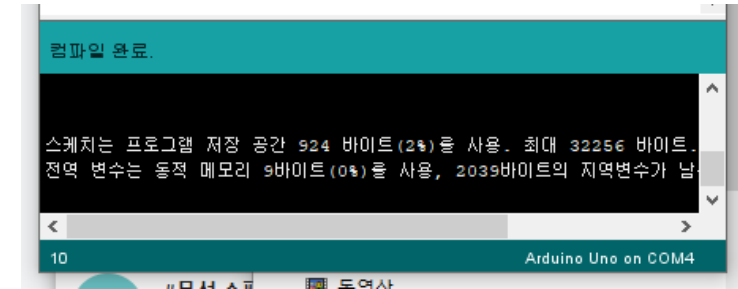 컴파일 완료.
스케치는 프로그램 저장 공간 924 바이트(2%)를 사용. 최대 32256 바이트.
전역 변수는 동적 메모리 9바이트(0%)를 사용, 2039바이트의 지역변수가 남
10
Arduino Uno on COM4
동영상